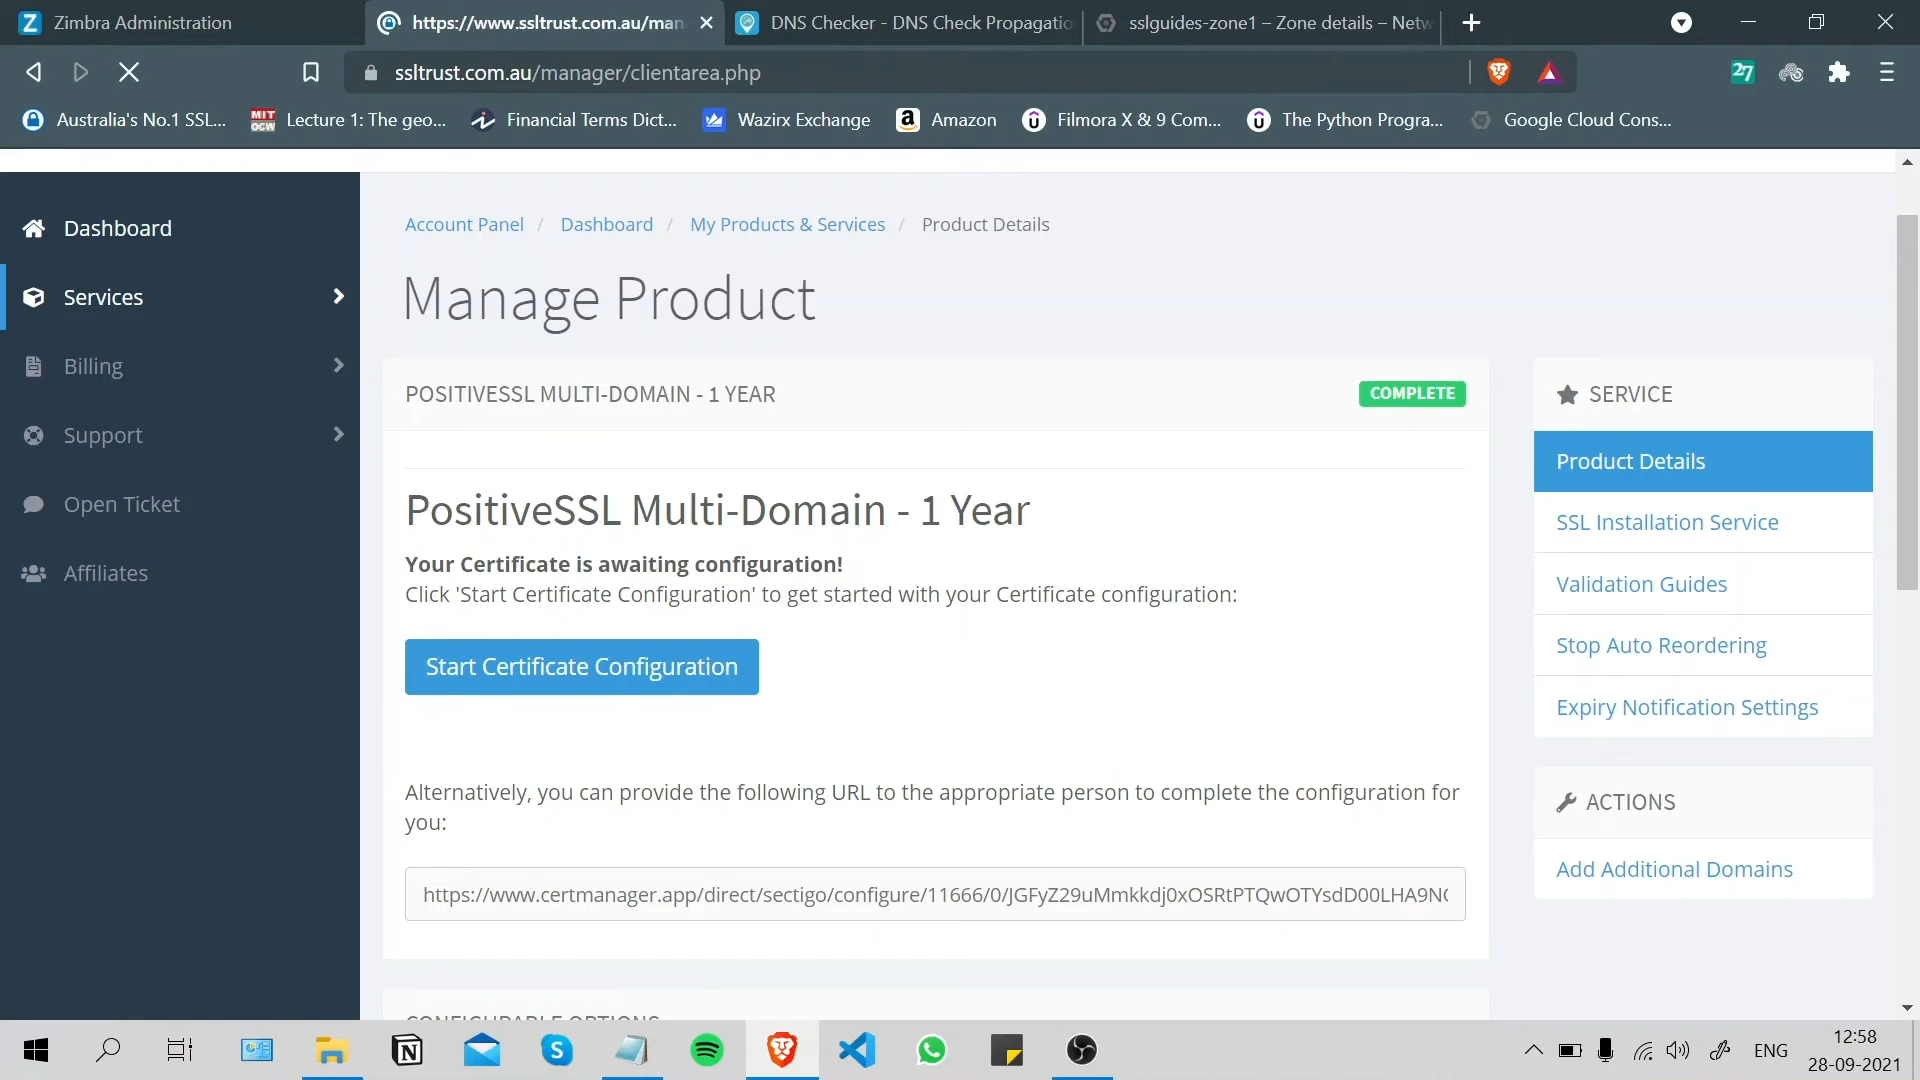 Zimbra Administration
https://www.ssltrust.com.au/man
DNS Checker - DNS Check Propagatio
sslguides-zone1 – Zone details – Netw
ssltrust.com.au/manager/clientarea.php
27
Australia's No.1 SSL...
MIT OCW
Lecture 1: The geo...
Financial Terms Dict...
Wazirx Exchange
Amazon
Filmora X & 9 Com...
The Python Progra...
Google Cloud Cons...
Dashboard
Services
Billing
Support
Open Ticket
Affiliates
Account Panel / Dashboard / My Products & Services / Product Details
Manage Product
POSITIVESSL MULTI-DOMAIN - 1 YEAR
COMPLETE
PositiveSSL Multi-Domain - 1 Year
Your Certificate is awaiting configuration!
Click 'Start Certificate Configuration' to get started with your Certificate configuration:
Start Certificate Configuration
Alternatively, you can provide the following URL to the appropriate person to complete the configuration for
you:
https://www.certmanager.app/direct/sectigo/configure/11666/0/JGFyZ29uMmkkdj0xOSRtPTQwOTYsdD00LHA9N
CONFIGURABLE OPTIONS
SERVICE
Product Details
SSL Installation Service
Validation Guides
Stop Auto Reordering
Expiry Notification Settings
ACTIONS
Add Additional Domains
ENG
12:58
28-09-2021